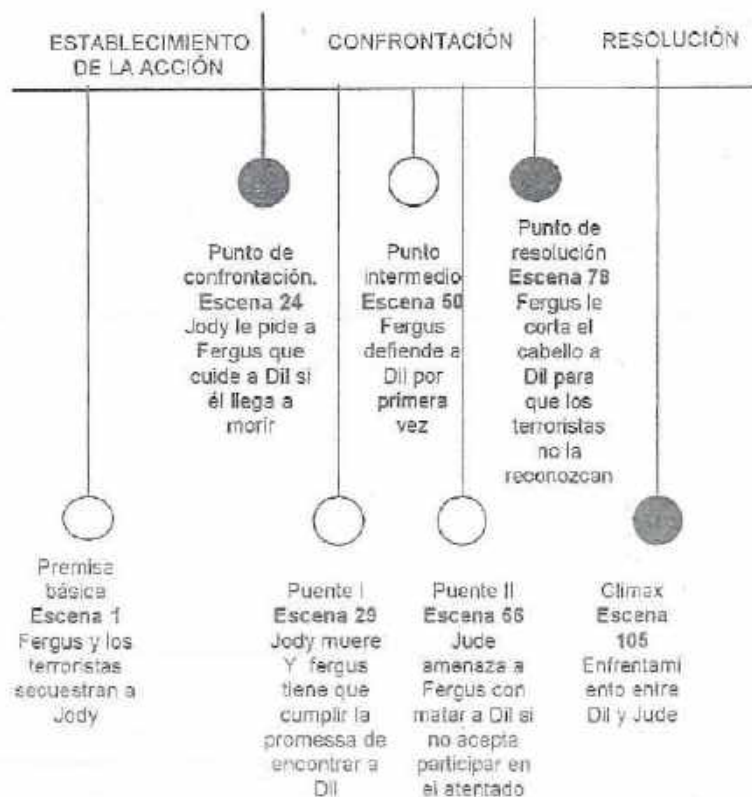 ESTABLECIMIENTO
DE LA ACCIÓN
CONFRONTACIÓN
RESOLUCIÓN
Punto de
confrontación.
Escena 24
Jody le pide a
Fergus que
cuide a Dil si
él llega a
morir
Punto
intermedio
Escena 50
Fergus
defiende a
Dil por
primera
vez
Punto de
resolución
Escena 78
Fergus le
corta el
cabello a
Dil para
que los
terroristas
no la
reconozcan
Premisa
básica
Escena 1
Fergus y los
terroristas
secuestran a
Jody
Puente I
Escena 29
Jody muere
Y fergus
tiene que
cumplir la
promessa de
encontrar a
Dil
Puente II
Escena 56
Jude
amenaza a
Fergus con
matar a Dil si
no acepta
participar en
el atentado
Climax
Escena
105
Enfrentami
ento entre
Dil y Jude